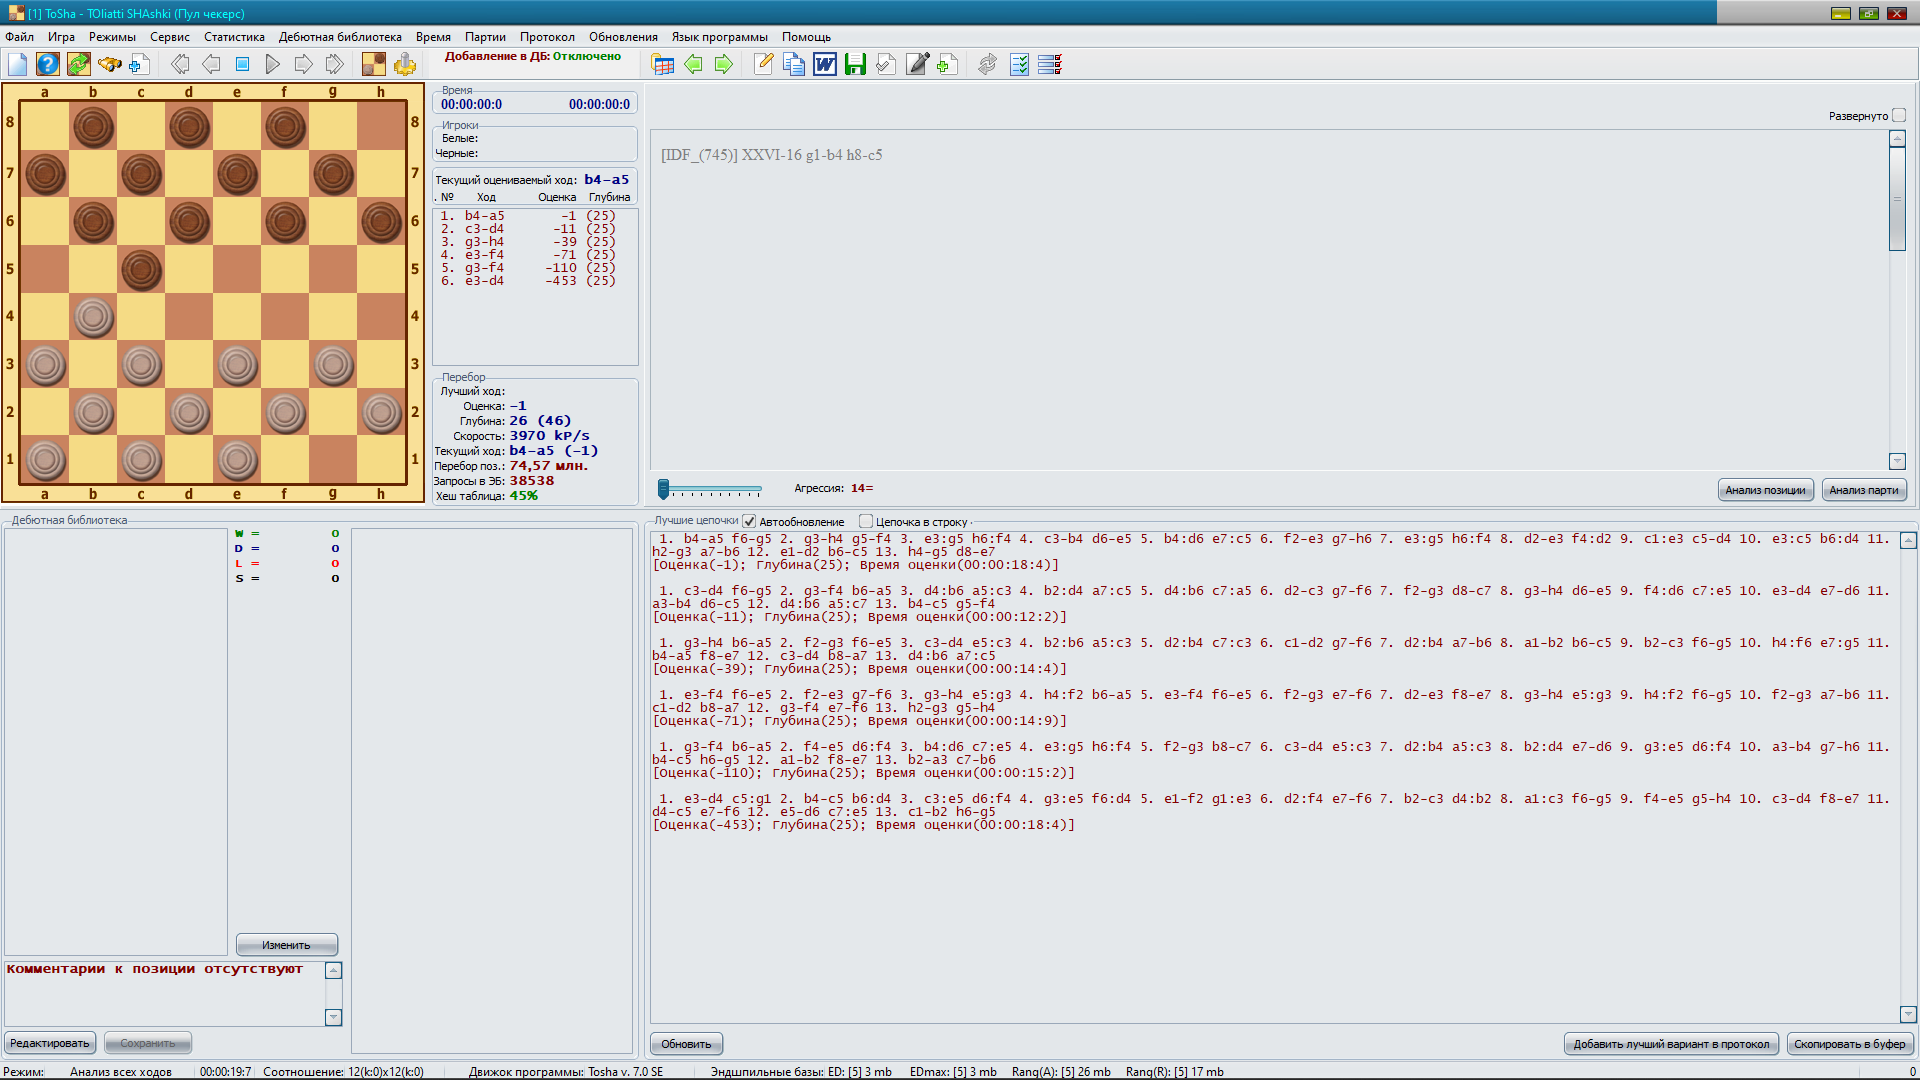 [1] ToSha - TOliatti SHAshki (Пул чекерс)
Файл Игра Режимы Сервис Статистика Дебютная библиотека Время Партии Протокол Обновления Язык программы Помощь
Добавление в ДБ: Отключено
a b c d e f g h
8 8
7 7
6 6
5 5
4 4
3 3
2 2
1 1
a b c d e f g h
Время
00:00:00:0 00:00:00:0
Игроки
Белые:
Черные:
Текущий оцениваемый ход: b4-a5
. № Ход Оценка Глубина
1. b4-a5 -1 (25)
2. c3-d4 -11 (25)
3. g3-h4 -39 (25)
4. e3-f4 -71 (25)
5. g3-f4 -110 (25)
6. e3-d4 -453 (25)
Перебор
Лучший ход:
Оценка: -1
Глубина: 26 (46)
Скорость: 3970 kP/s
Текущий ход: b4-a5 (-1)
Перебор поз.: 74,57 млн.
Запросы в ЭБ: 38538
Хеш таблица: 45%
Развернуто
[IDF_(745)] XXVI-16 g1-b4 h8-c5
Агрессия: 14=
Анализ позиции Анализ парти
Дебютная библиотека
W = 0
D = 0
L = 0
S = 0
Изменить
Комментарии к позиции отсутствуют
Редактировать Сохранить
Лучшие цепочки Автообновление Цепочка в строку
1. b4-a5 f6-g5 2. g3-h4 g5-f4 3. e3:g5 h6:f4 4. c3-b4 d6-e5 5. b4:d6 e7:c5 6. f2-e3 g7-h6 7. e3:g5 h6:f4 8. d2-e3 f4:d2 9. c1:e3 c5-d4 10. e3:c5 b6:d4 11.
h2-g3 a7-b6 12. e1-d2 b6-c5 13. h4-g5 d8-e7
[Оценка(-1); Глубина(25); Время оценки(00:00:18:4)]
1. c3-d4 f6-g5 2. g3-f4 b6-a5 3. d4:b6 a5:c3 4. b2:d4 a7:c5 5. d4:b6 c7:a5 6. d2-c3 g7-f6 7. f2-g3 d8-c7 8. g3-h4 d6-e5 9. f4:d6 c7:e5 10. e3-d4 e7-d6 11.
a3-b4 d6-c5 12. d4:b6 a5:c7 13. b4-c5 g5-f4
[Оценка(-11); Глубина(25); Время оценки(00:00:12:2)]
1. g3-h4 b6-a5 2. f2-g3 f6-e5 3. c3-d4 e5:c3 4. b2:b6 a5:c3 5. d2:b4 c7:c3 6. c1-d2 g7-f6 7. d2:b4 a7-b6 8. a1-b2 b6-c5 9. b2-c3 f6-g5 10. h4:f6 e7:g5 11.
b4-a5 f8-e7 12. c3-d4 b8-a7 13. d4:b6 a7:c5
[Оценка(-39); Глубина(25); Время оценки(00:00:14:4)]
1. e3-f4 f6-e5 2. f2-e3 g7-f6 3. g3-h4 e5:g3 4. h4:f2 b6-a5 5. e3-f4 f6-e5 6. f2-g3 e7-f6 7. d2-e3 f8-e7 8. g3-h4 e5:g3 9. h4:f2 f6-g5 10. f2-g3 a7-b6 11.
c1-d2 b8-a7 12. g3-f4 e7-f6 13. h2-g3 g5-h4
[Оценка(-71); Глубина(25); Время оценки(00:00:14:9)]
1. g3-f4 b6-a5 2. f4-e5 d6:f4 3. b4:d6 c7:e5 4. e3:g5 h6:f4 5. f2-g3 b8-c7 6. c3-d4 e5:c3 7. d2:b4 a5:c3 8. b2:d4 e7-d6 9. g3:e5 d6:f4 10. a3-b4 g7-h6 11.
b4-c5 h6-g5 12. a1-b2 f8-e7 13. b2-a3 c7-b6
[Оценка(-110); Глубина(25); Время оценки(00:00:15:2)]
1. e3-d4 c5:g1 2. b4-c5 b6:d4 3. c3:e5 d6:f4 4. g3:e5 f6:d4 5. e1-f2 g1:e3 6. d2:f4 e7-f6 7. b2-c3 d4:b2 8. a1:c3 f6-g5 9. f4-e5 g5-h4 10. c3-d4 f8-e7 11.
d4-c5 e7-f6 12. e5-d6 c7:e5 13. c1-b2 h6-g5
[Оценка(-453); Глубина(25); Время оценки(00:00:18:4)]
Обновить Добавить лучший вариант в протокол Скопировать в буфер
Режим: Анализ всех ходов 00:00:19:7 Соотношение: 12(k:0)x12(k:0) Движок программы: Tosha v. 7.0 SE Эндшпильные базы: ED: [5] 3 mb EDmax: [5] 3 mb Rang(A): [5] 26 mb Rang(R): [5] 17 mb 0